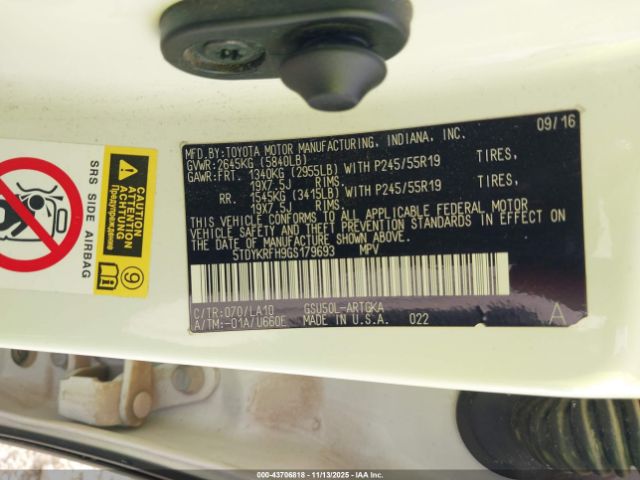 MFD.BY:TOYOTA MOTOR MANUFACTURING, INDIANA, INC. 09/16
GVWR: 2645KG (5840LB)
GAWR: FRT. 1340KG (2955LB) WITH P245/55R19 TIRES,
19X7.5J RIMS
RR. 1545KG (3415LB) WITH P245/55R19 TIRES,
19X7.5J RIMS
THIS VEHICLE CONFORMS TO ALL APPLICABLE FEDERAL MOTOR
VEHICLE SAFETY AND THEFT PREVENTION STANDARDS IN EFFECT
ON THE DATE OF MANUFACTURE SHOWN ABOVE.
5TDYKRFH9GS179693 MPV
C/TR:070/LA10 GSU50L-ARTGKA
A/TM:-01A/U660E MADE IN U.S.A. 022 A
SRS SIDE AIRBAG
CAUTION
ATTENTION
ACHTUNG
9
000-43706818 - 11/13/2025 - IAAI.COM